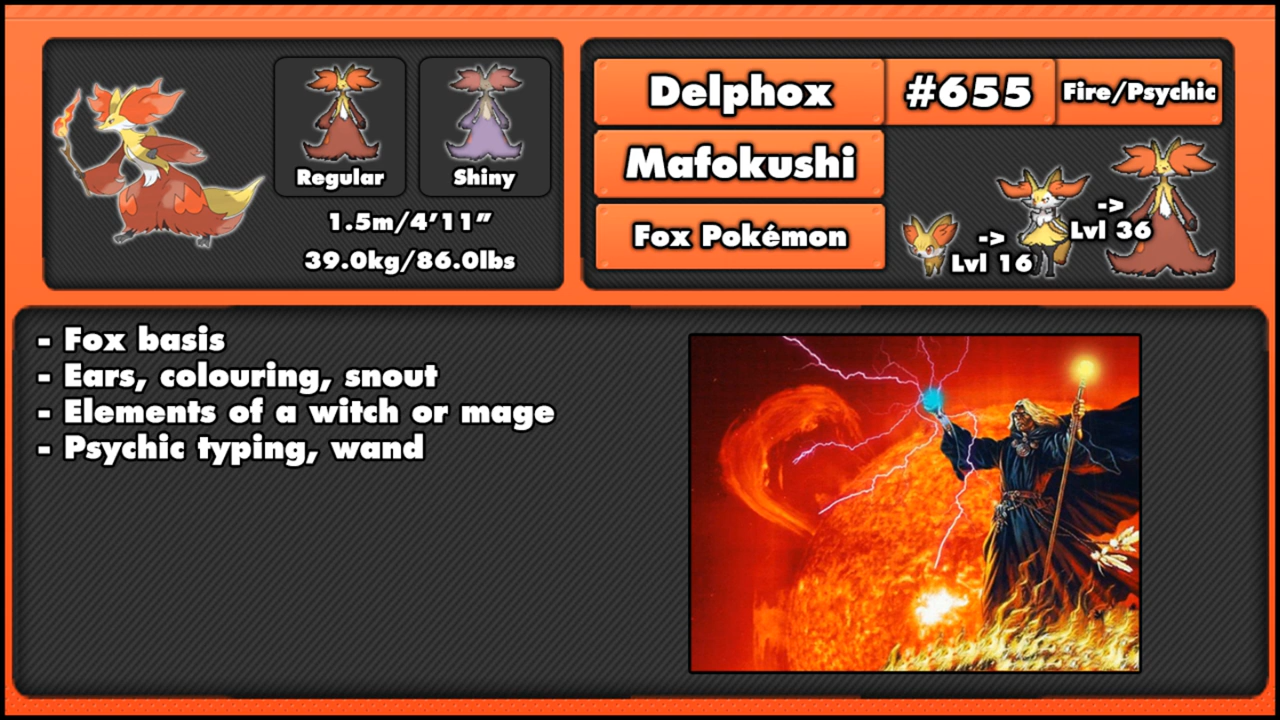 Regular
Shiny
1.5m/4’11”
39.0kg/86.0lbs
Delphox
#655
Fire/Psychic
Mafokushi
Fox Pokémon
->
Lvl 16
->
Lvl 36
- Fox basis
- Ears, colouring, snout
- Elements of a witch or mage
- Psychic typing, wand